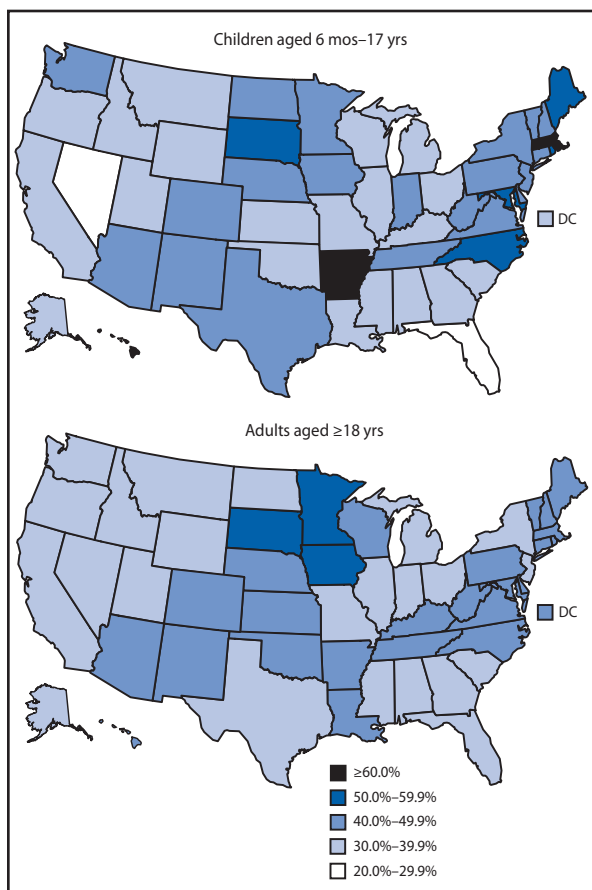 Children aged 6 mos–17 yrs
DC
Adults aged ≥18 yrs
DC
≥60.0%
50.0%–59.9%
40.0%–49.9%
30.0%–39.9%
20.0%–29.9%